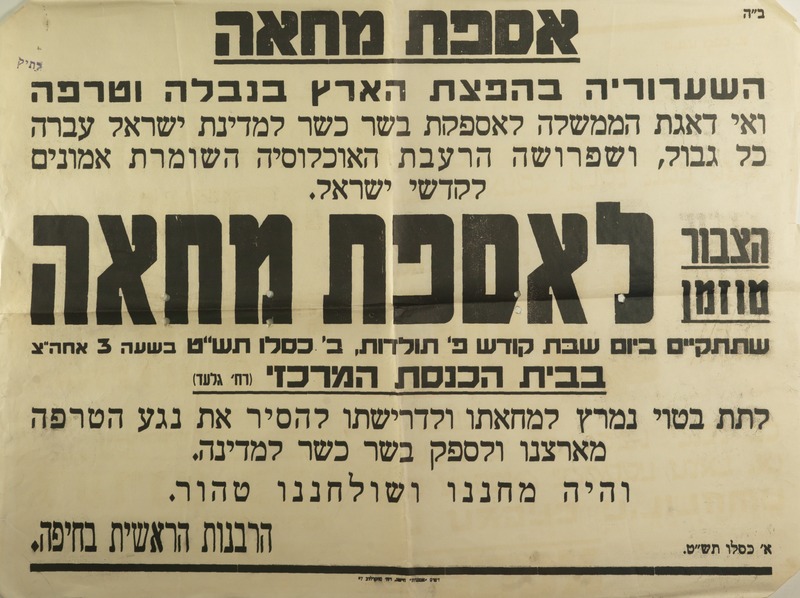 ב"ה
אספת מחאה
השערוריה בהפצת הארץ בנבלה וטרפה
ואי דאגת הממשלה לאספקת בשר כשר למדינת ישראל עברה
כל גבול, ושפרושה הרעבת האוכלוסיה השומרת אמונים
לקדשי ישראל.
הצבור
מוזמן
לאספת מחאה
שתתקיים ביום שבת קודש פ' תולדות, ב' כסלו תש"ט בשעה 3 אחה"צ
בבית הכנסת המרכזי (רח' גלעד)
לתת בטוי נמרץ למחאתו ולדרישתו להסיר את נגע הטרפה
מארצנו ולספק בשר כשר למדינה.
והיה מחננו ושולחננו טהור.
הרבנות הראשית בחיפה.
א' כסלו תש"ט.